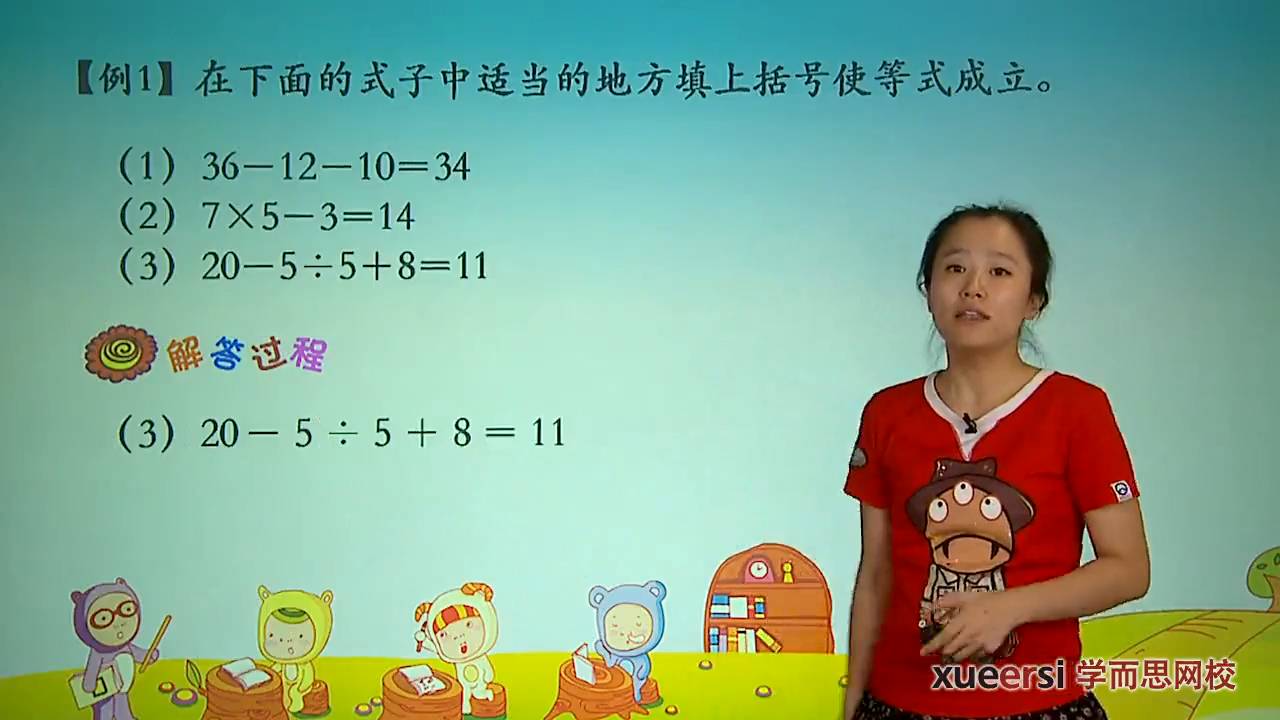 【例1】在下面的式子中适当的地方填上括号使等式成立。
（1）36－12－10＝34
（2）7×5－3＝14
（3）20－5÷5＋8＝11
解答过程
（3）20－5÷5＋8＝11
xueersi 学而思网校